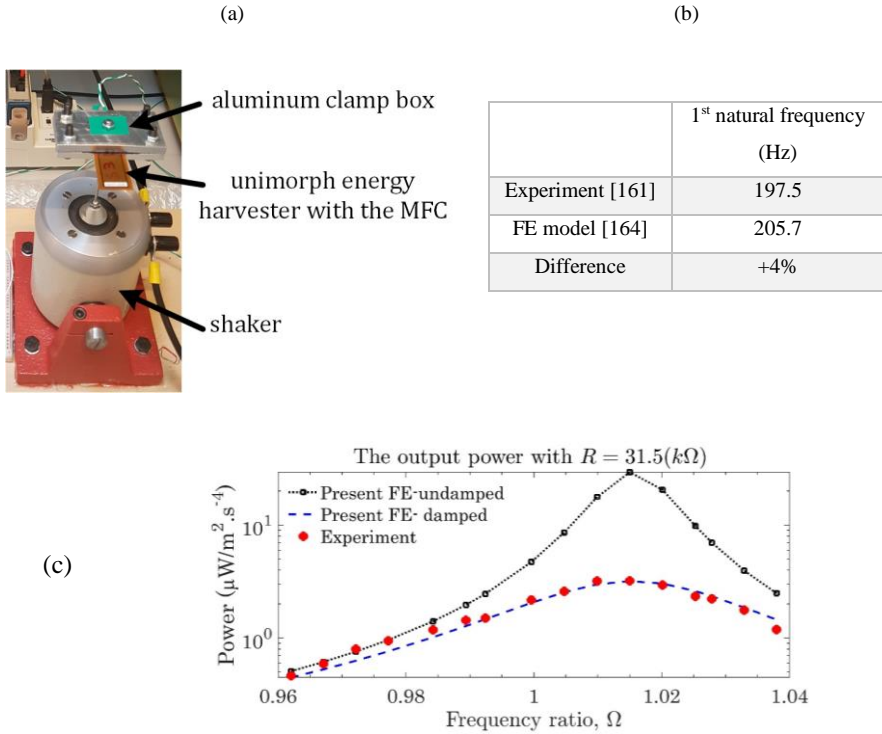 (a)
(b)
aluminum clamp box
unimorph energy
harvester with the MFC
shaker
1st natural frequency
(Hz)
Experiment [161] 197.5
FE model [164] 205.7
Difference +4%
(c)
The output power with R = 31.5(kΩ)
Power (μW/m².s⁻⁴)
10¹
10⁰
Present FE-undamped
Present FE- damped
Experiment
0.96 0.98 1 1.02 1.04
Frequency ratio, Ω